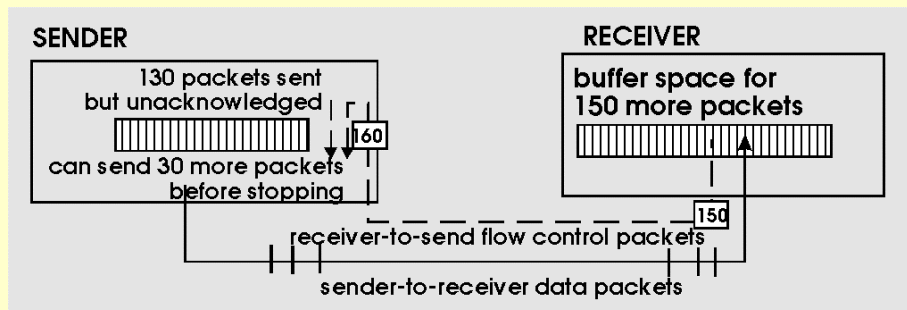 SENDER
130 packets sent
but unacknowledged
160
can send 30 more packets
before stopping
RECEIVER
buffer space for
150 more packets
150
receiver-to-send flow control packets
sender-to-receiver data packets